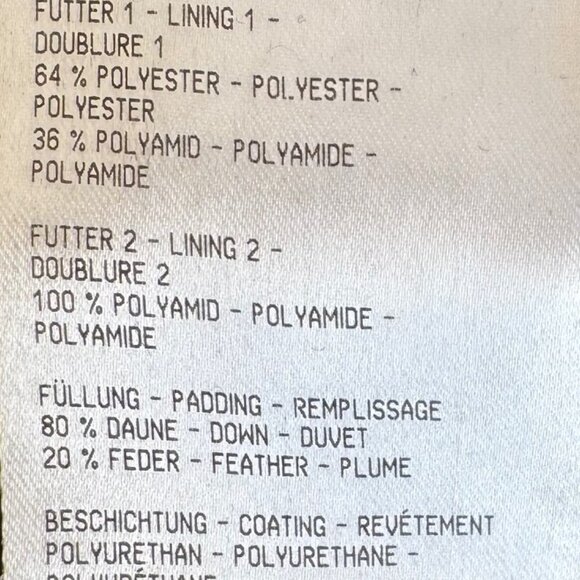 FUTTER 1 - LINING 1 -
DOUBLURE 1
64 % POLYESTER - POLYESTER -
POLYESTER
36 % POLYAMID - POLYAMIDE -
POLYAMIDE
FUTTER 2 - LINING 2 -
DOUBLURE 2
100 % POLYAMID - POLYAMIDE -
POLYAMIDE
FÜLLUNG - PADDING - REMPLISSAGE
80 % DAUNE - DOWN - DUVET
20 % FEDER - FEATHER - PLUME
BESCHICHTUNG - COATING - REVÉTEMENT
POLYURETHAN - POLYURETHANE -
POLYURÉTHANE